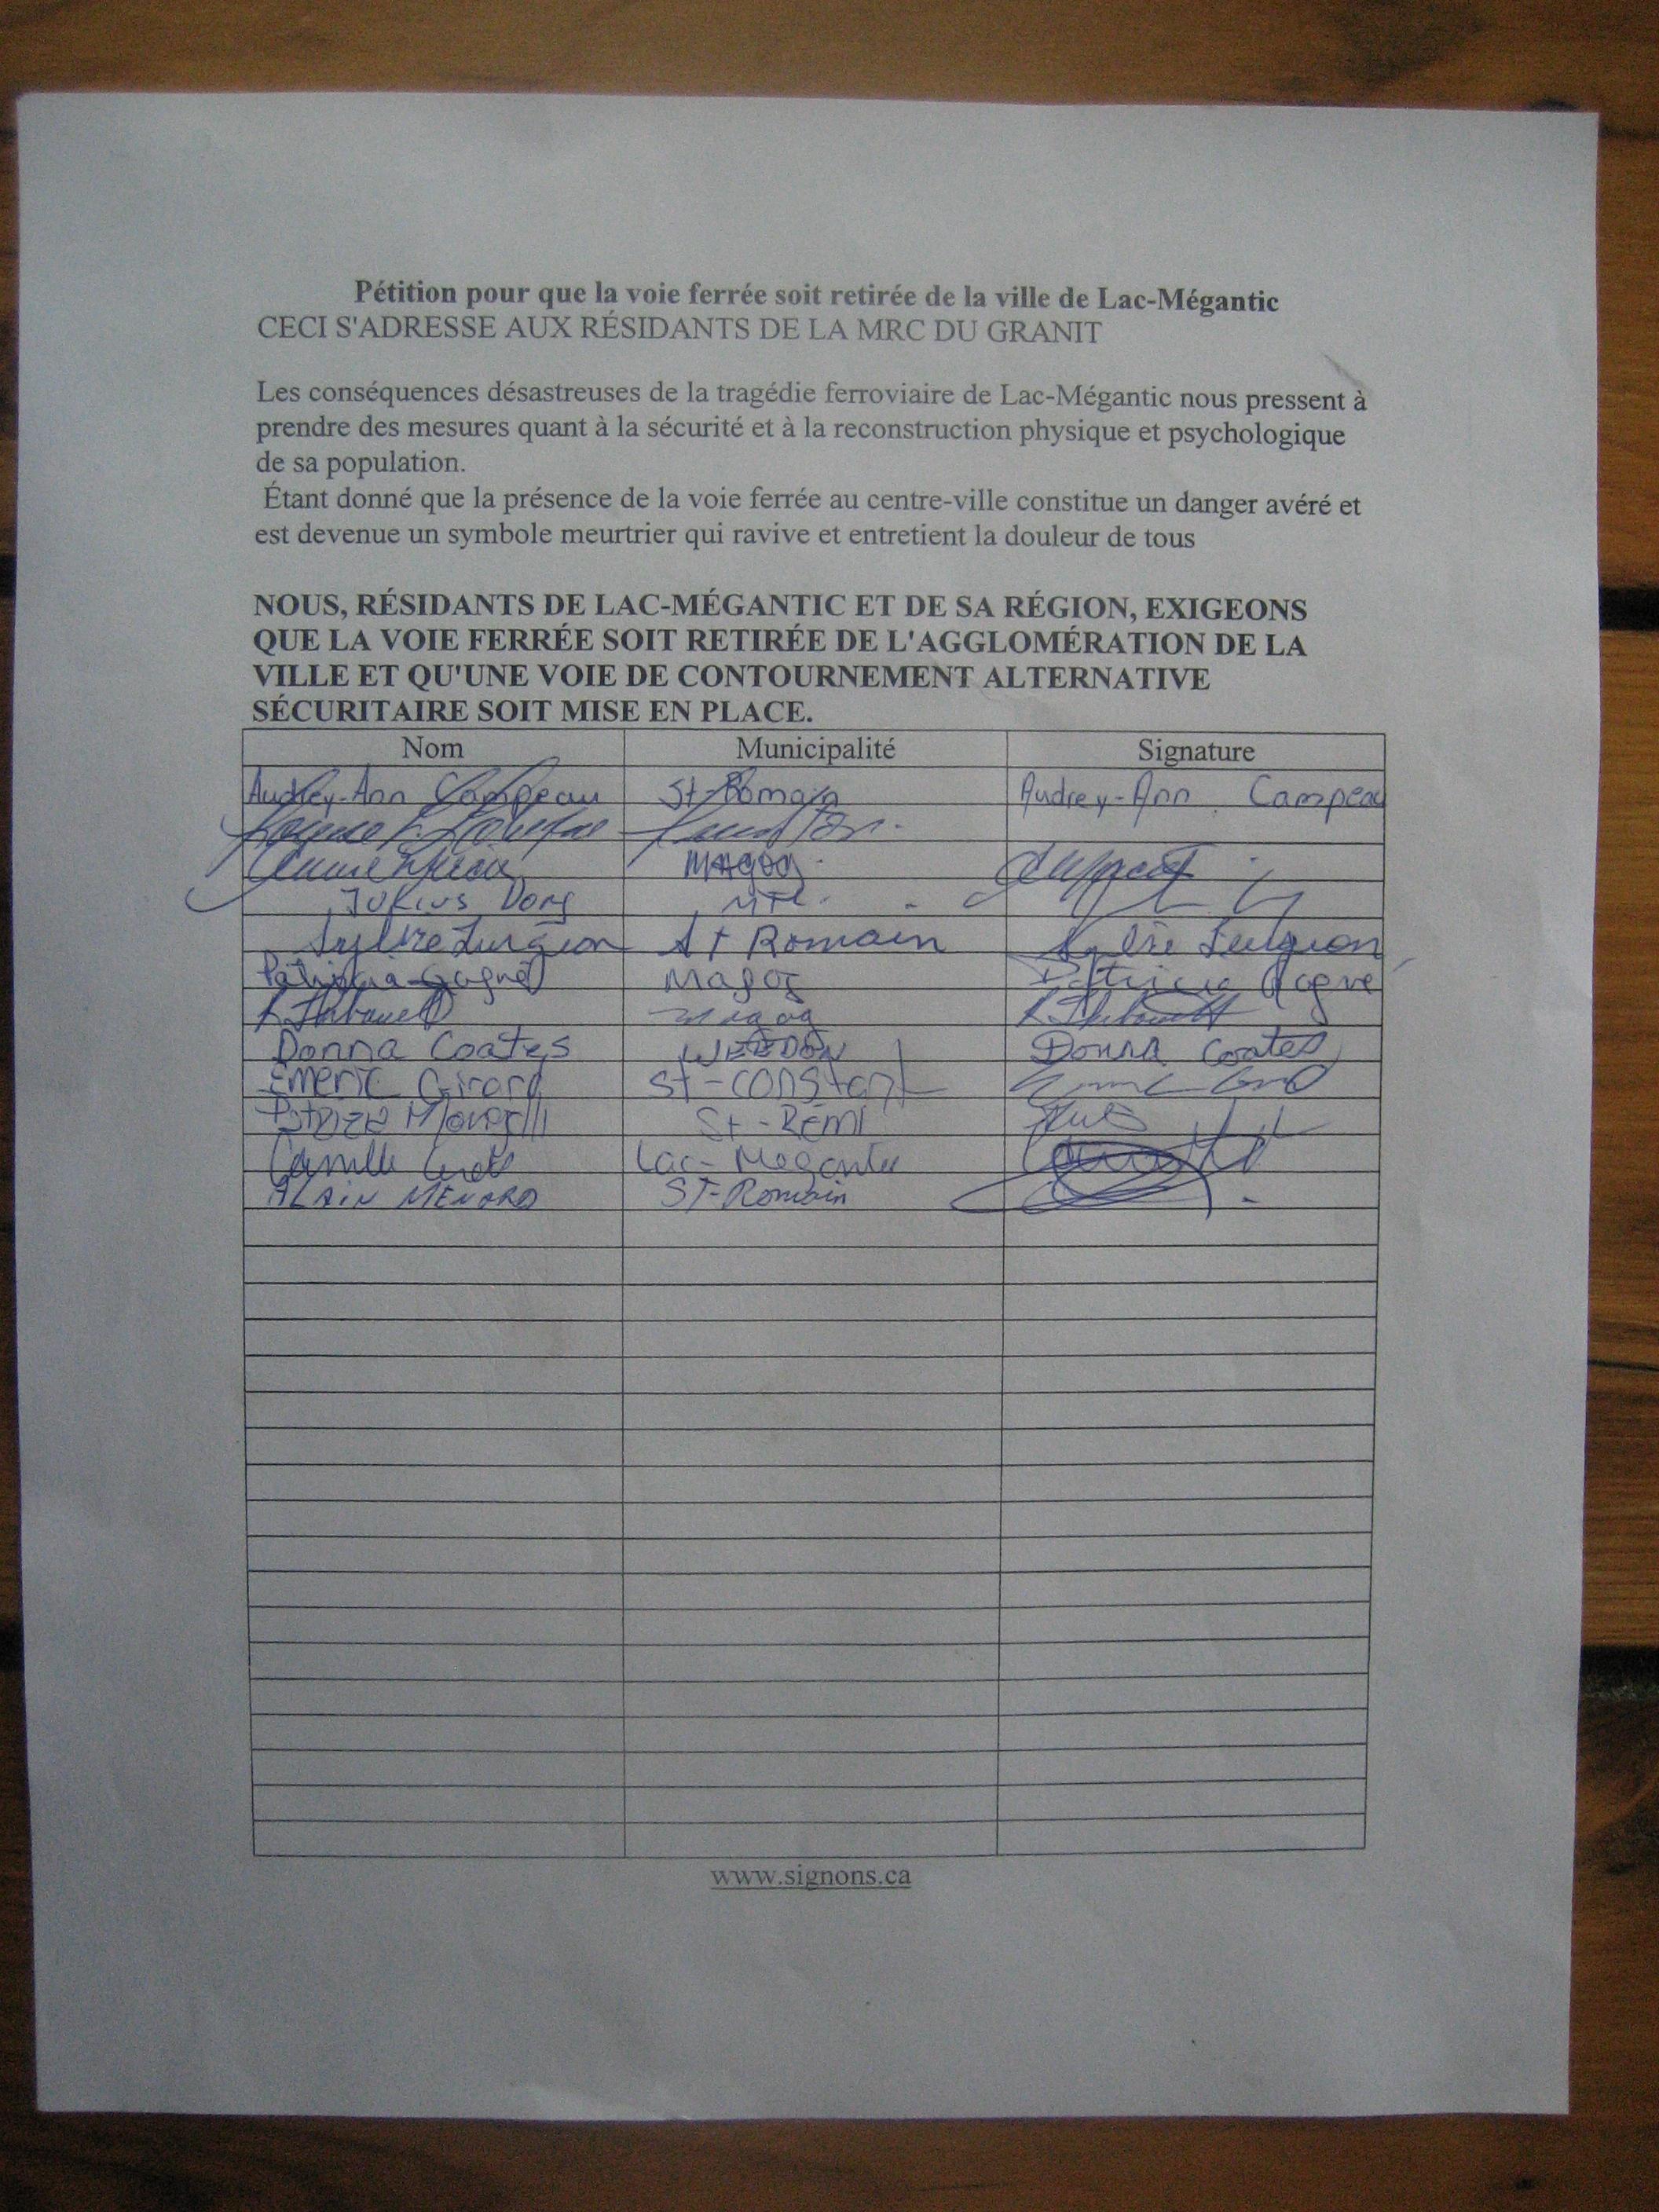 Pétition pour que la voie ferrée soit retirée de la ville de Lac-Mégantic
CECI S'ADRESSE AUX RÉSIDANTS DE LA MRC DU GRANIT
Les conséquences désastreuses de la tragédie ferroviaire de Lac-Mégantic nous pressent à
prendre des mesures quant à la sécurité et à la reconstruction physique et psychologique
de sa population.
Étant donné que la présence de la voie ferrée au centre-ville constitue un danger avéré et
est devenue un symbole meurtrier qui ravive et entretient la douleur de tous
NOUS, RÉSIDANTS DE LAC-MÉGANTIC ET DE SA RÉGION, EXIGEONS
QUE LA VOIE FERRÉE SOIT RETIRÉE DE L'AGGLOMÉRATION DE LA
VILLE ET QU'UNE VOIE DE CONTOURNEMENT ALTERNATIVE
SÉCURITAIRE SOIT MISE EN PLACE.
Nom Municipalité Signature
Audrey-Ann Campeau St-Romain Audrey-Ann Campeau
Magog
St Romain
Patricia Gagné Magog Patricia Gagné
Magog
Donna Coates WEEDON Donna Coates
Emeric Girard St-Constant
St-Rémi
Camille Lac-Megantic
ALAIN MENARD ST-Romain
www.signons.ca